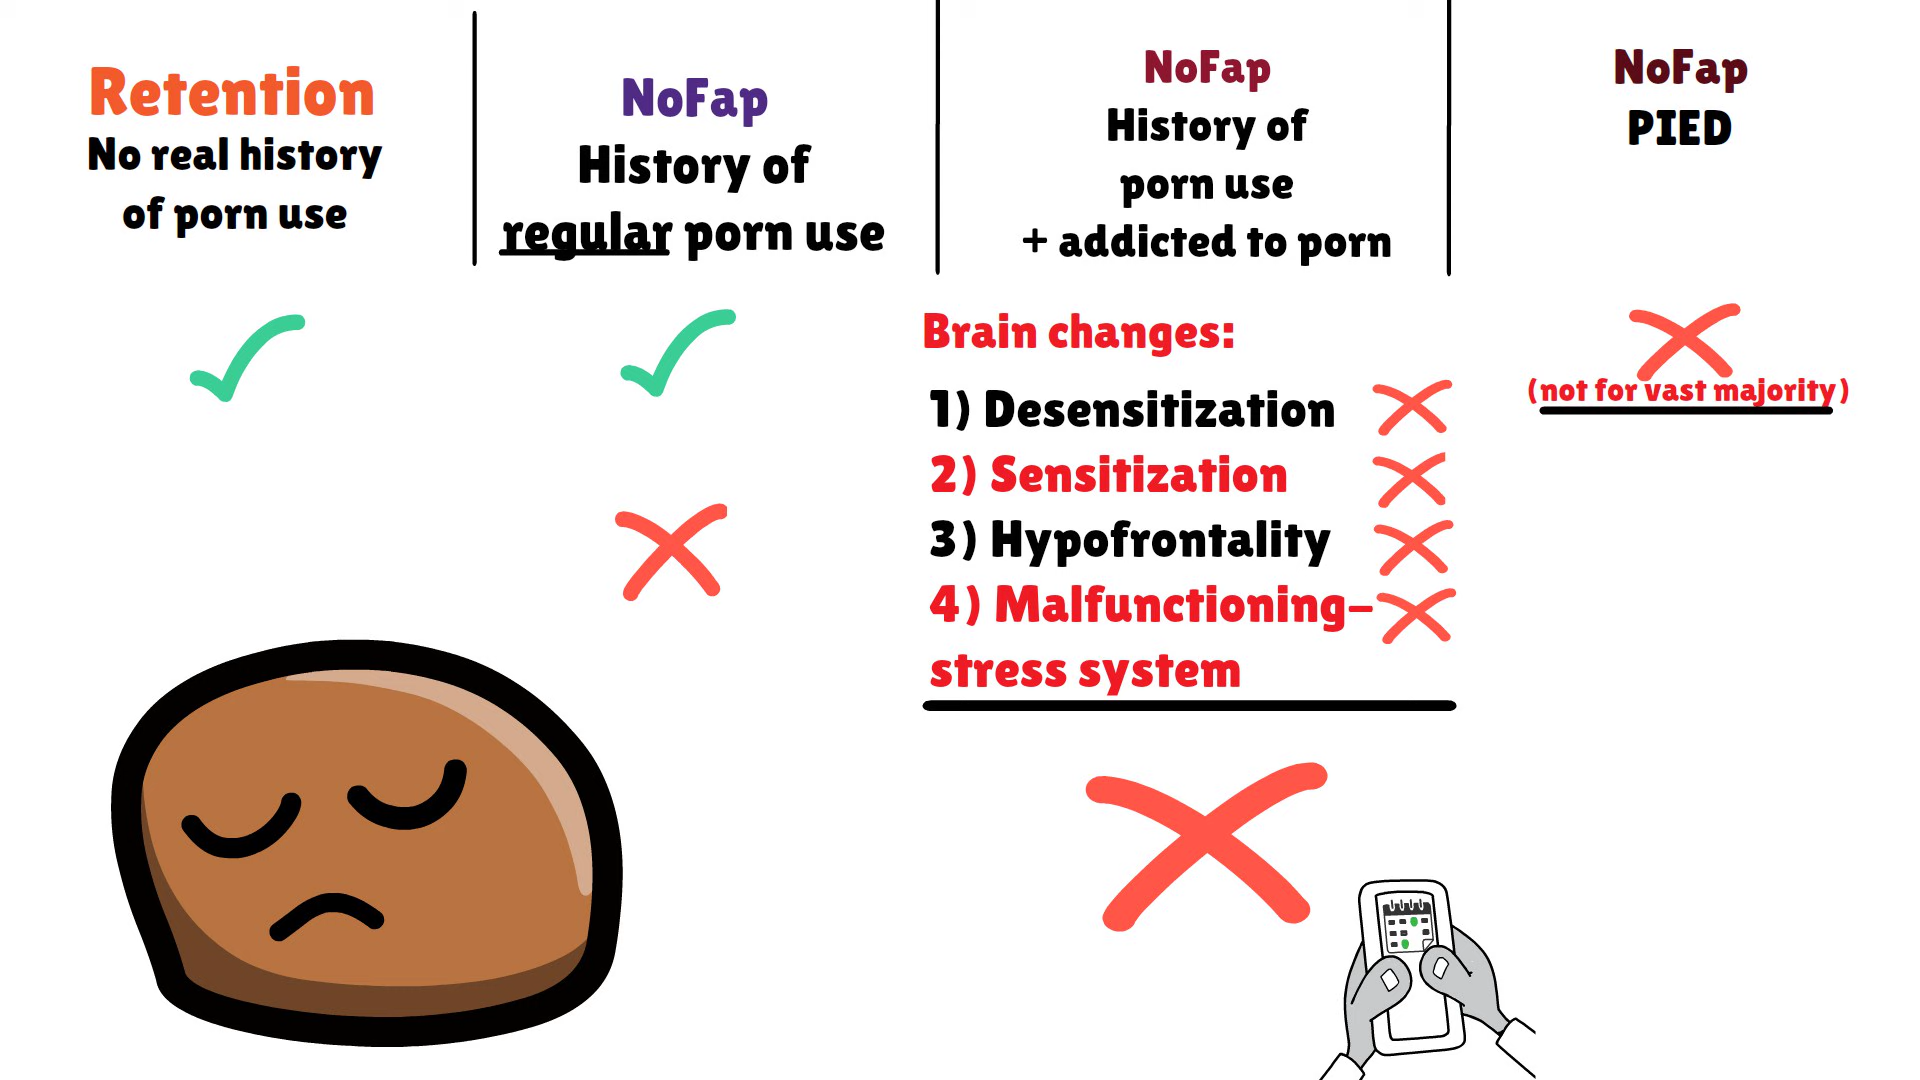 Retention
No real history
of porn use
NoFap
History of
regular porn use
NoFap
History of
porn use
+ addicted to porn
NoFap
PIED
Brain changes:
1) Desensitization
2) Sensitization
3) Hypofrontality
4) Malfunctioning-
stress system
(not for vast majority)